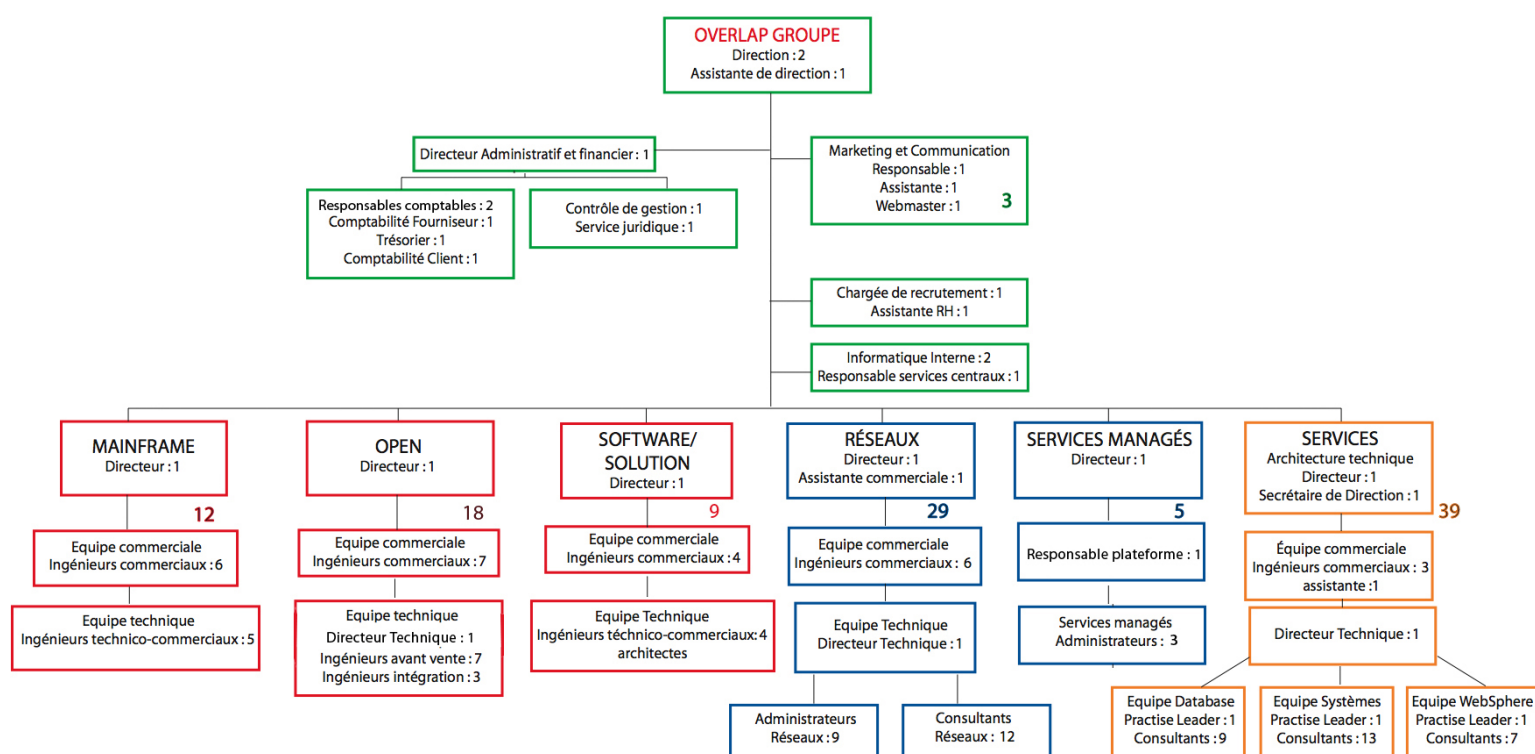 OVERLAP GROUPE
Direction : 2
Assistante de direction : 1
Directeur Administratif et financier : 1
Responsables comptables : 2
Comptabilité Fourniseur : 1
Trésorier : 1
Comptabilité Client : 1
Contrôle de gestion : 1
Service juridique : 1
Marketing et Communication
Responsable : 1
Assistante : 1
Webmaster : 1
3
Chargée de recrutement : 1
Assistante RH : 1
Informatique Interne : 2
Responsable services centraux : 1
MAINFRAME
Directeur : 1
12
Equipe commerciale
Ingénieurs commerciaux : 6
Equipe technique
Ingénieurs technico-commerciaux : 5
OPEN
Directeur : 1
18
Equipe commerciale
Ingénieurs commerciaux : 7
Equipe technique
Directeur Technique : 1
Ingénieurs avant vente : 7
Ingénieurs intégration : 3
SOFTWARE/
SOLUTION
Directeur : 1
9
Equipe commerciale
Ingénieurs commerciaux : 4
Equipe Technique
Ingénieurs téchnico-commerciaux: 4
architectes
RÉSEAUX
Directeur : 1
Assistante commerciale : 1
29
Equipe commerciale
Ingénieurs commerciaux : 6
Equipe Technique
Directeur Technique : 1
Administrateurs
Réseaux : 9
Consultants
Réseaux : 12
SERVICES MANAGÉS
Directeur : 1
5
Responsable plateforme : 1
Services managés
Administrateurs : 3
SERVICES
Architecture technique
Directeur : 1
Secrétaire de Direction : 1
39
Équipe commerciale
Ingénieurs commerciaux : 3
assistante : 1
Directeur Technique : 1
Equipe Database
Practise Leader : 1
Consultants : 9
Equipe Systèmes
Practise Leader : 1
Consultants : 13
Equipe WebSphere
Practise Leader : 1
Consultants : 7